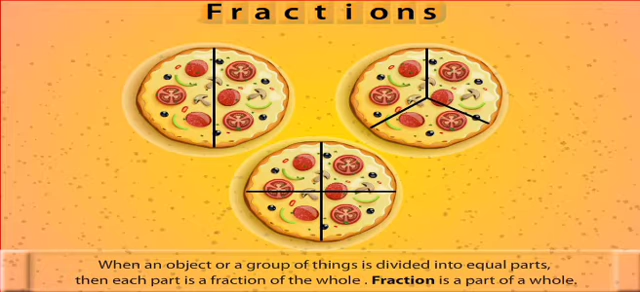 Fractions
When an object or a group of things is divided into equal parts,
then each part is a fraction of the whole . Fraction is a part of a whole.